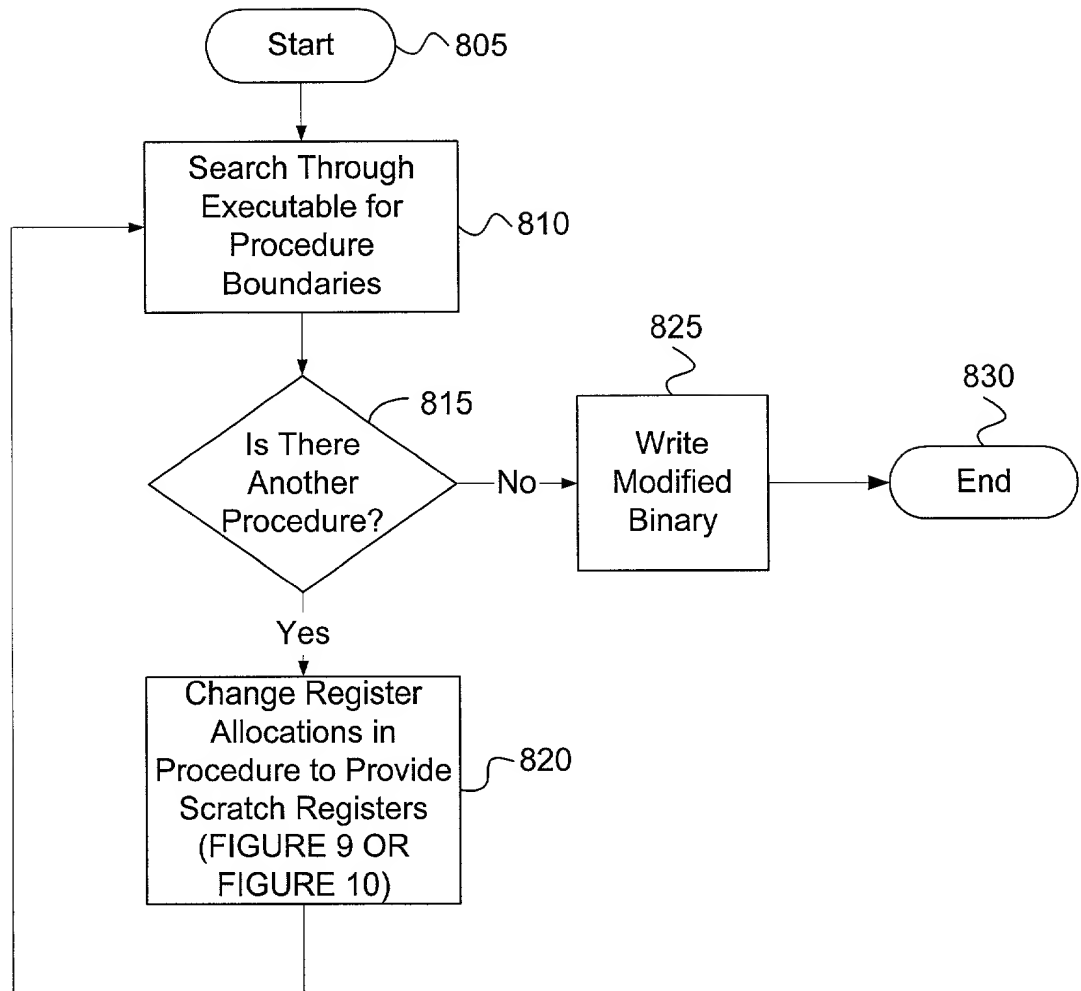 Start
805
Search Through
Executable for
Procedure
Boundaries
810
Is There
Another
Procedure?
815
No
825
Write
Modified
Binary
830
End
Yes
Change Register
Allocations in
Procedure to Provide
Scratch Registers
(FIGURE 9 OR
FIGURE 10)
820